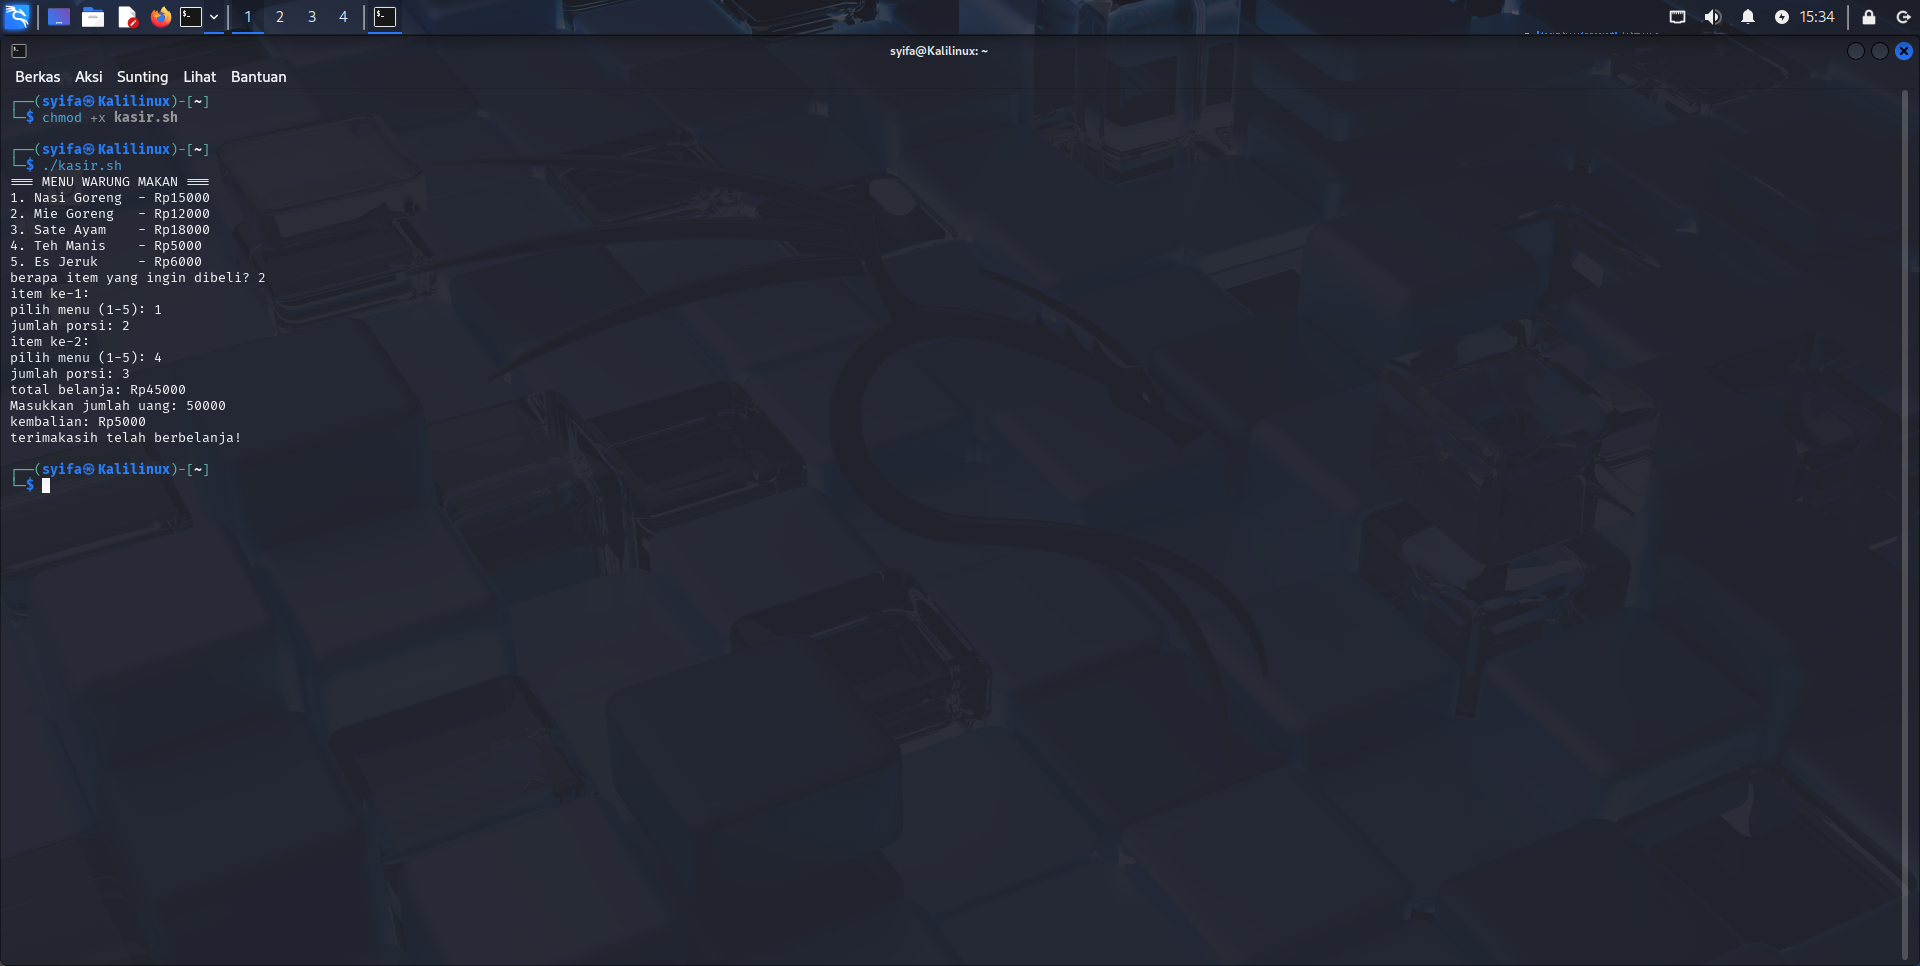 1 2 3 4
15:34
syifa@Kalilinux: ~
Berkas Aksi Sunting Lihat Bantuan
┌──(syifa㉿Kalilinux)-[~]
└─$ chmod +x kasir.sh
┌──(syifa㉿Kalilinux)-[~]
└─$ ./kasir.sh
=== MENU WARUNG MAKAN ===
1. Nasi Goreng  - Rp15000
2. Mie Goreng   - Rp12000
3. Sate Ayam    - Rp18000
4. Teh Manis    - Rp5000
5. Es Jeruk     - Rp6000
berapa item yang ingin dibeli? 2
item ke-1:
pilih menu (1-5): 1
jumlah porsi: 2
item ke-2:
pilih menu (1-5): 4
jumlah porsi: 3
total belanja: Rp45000
Masukkan jumlah uang: 50000
kembalian: Rp5000
terimakasih telah berbelanja!
┌──(syifa㉿Kalilinux)-[~]
└─$